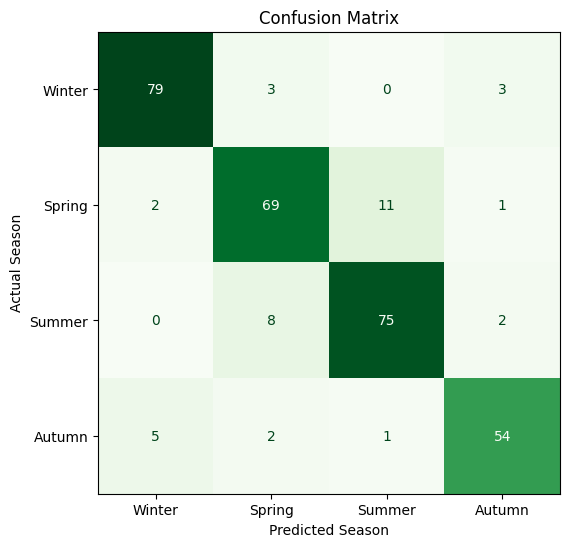 Confusion Matrix
Actual Season
Winter 79 3 0 3
Spring 2 69 11 1
Summer 0 8 75 2
Autumn 5 2 1 54
Winter Spring Summer Autumn
Predicted Season